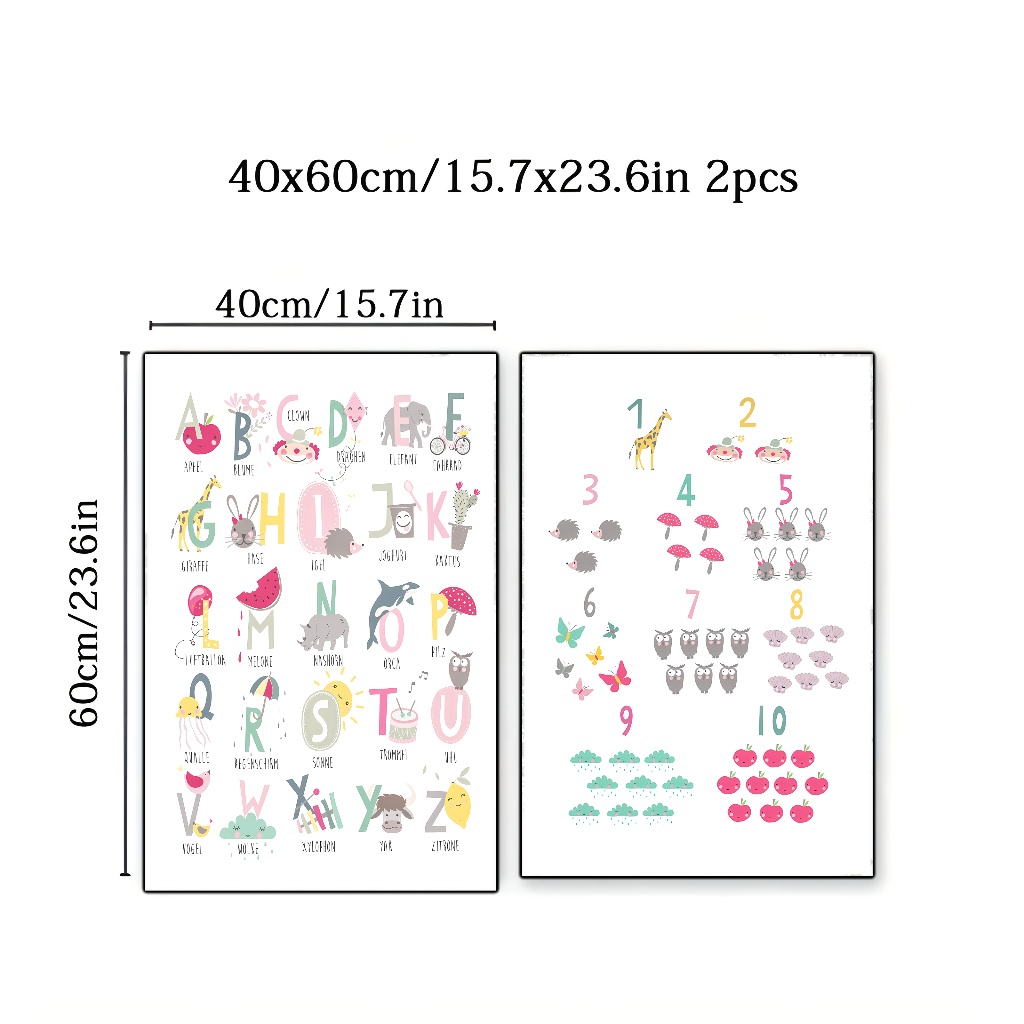 40x60cm/15.7x23.6in 2pcs
40cm/15.7in
60cm/23.6in
A B C D E F
CLOWN
APFEL BLUME DRACHEN ELEFANT FAHRRAD
G H I J K
GIRAFFE HASE IGEL JOGHURT KAKTUS
L M N O P
LUFTBALLON MELONE NASHORN ORCA PILZ
Q R S T U
QUALLE REGENSCHIRM SONNE TROMMEL UHU
V W X Y Z
VOGEL WOLKE XYLOPHON YAK ZITRONE
1 2
3 4 5
6 7 8
9 10